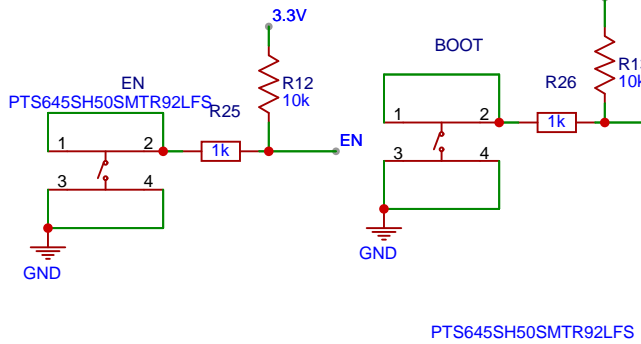 3.3V
BOOT
EN
PTS645SH50SMTR92LFS
R25
R12
10k
R26
10k
1
2
1k
EN
3
4
GND
1
2
1k
3
4
GND
PTS645SH50SMTR92LFS